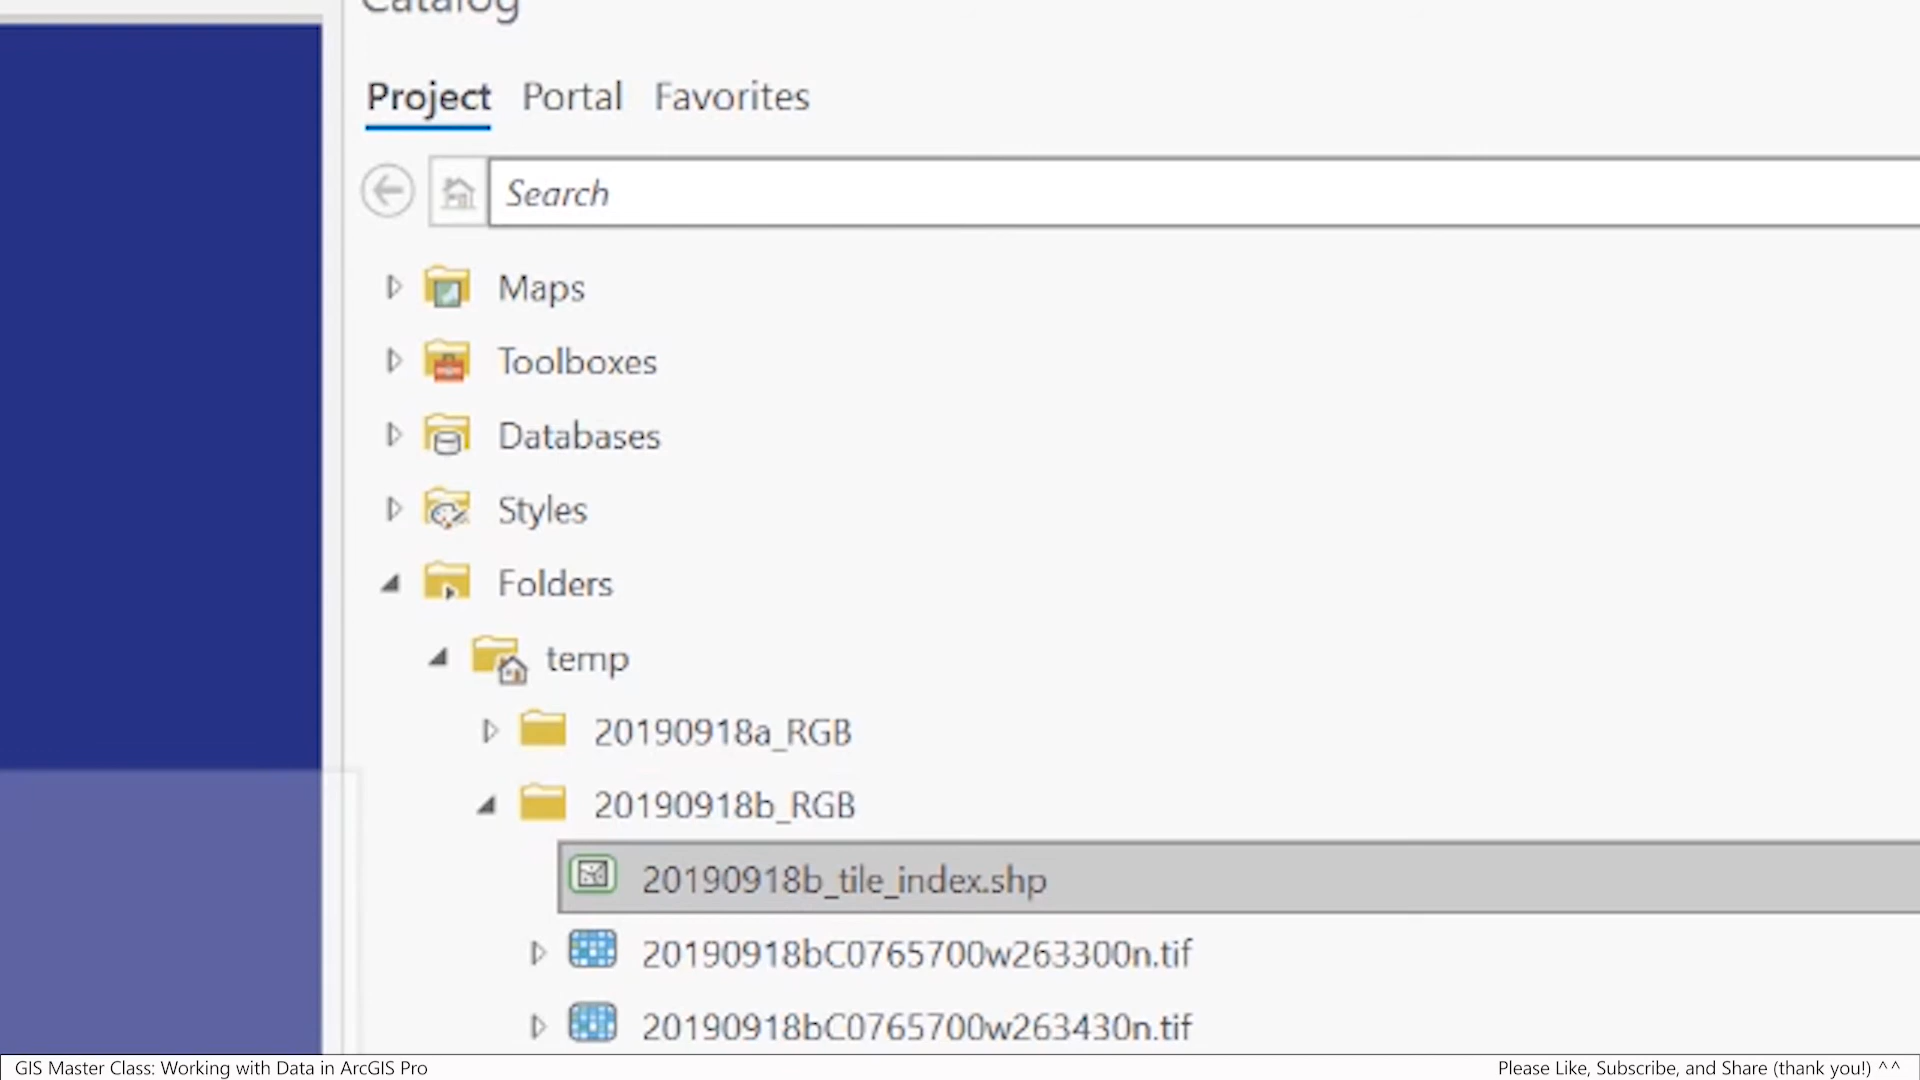 Catalog
Project Portal Favorites
Search
Maps
Toolboxes
Databases
Styles
Folders
temp
20190918a_RGB
20190918b_RGB
20190918b_tile_index.shp
20190918bC0765700w263300n.tif
20190918bC0765700w263430n.tif
GIS Master Class: Working with Data in ArcGIS Pro
Please Like, Subscribe, and Share (thank you!) ^^